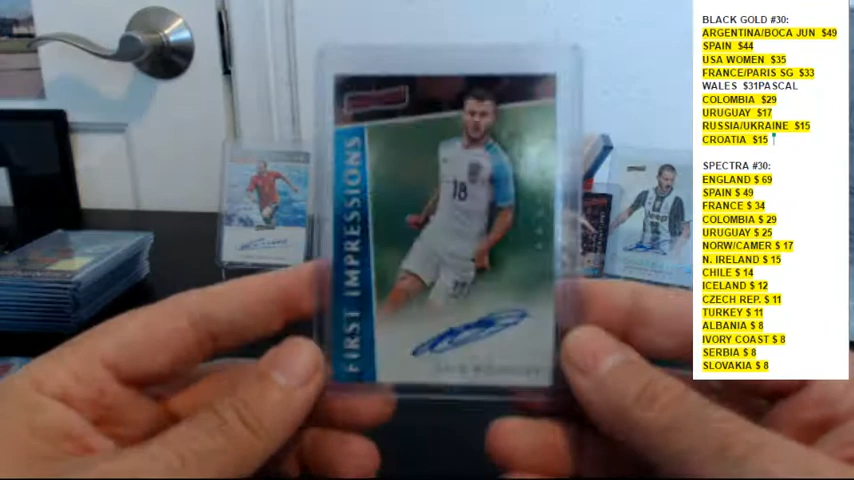 FIRST IMPRESSIONS
18
BLACK GOLD #30:
ARGENTINA/BOCA JUN $49
SPAIN $44
USA WOMEN $35
FRANCE/PARIS SG $33
WALES $31PASCAL
COLOMBIA $29
URUGUAY $17
RUSSIA/UKRAINE $15
CROATIA $15
SPECTRA #30:
ENGLAND $ 69
SPAIN $ 49
FRANCE $ 34
COLOMBIA $ 29
URUGUAY $ 25
NORW/CAMER $ 17
N. IRELAND $ 15
CHILE $ 14
ICELAND $ 12
CZECH REP. $ 11
TURKEY $ 11
ALBANIA $ 8
IVORY COAST $ 8
SERBIA $ 8
SLOVAKIA $ 8